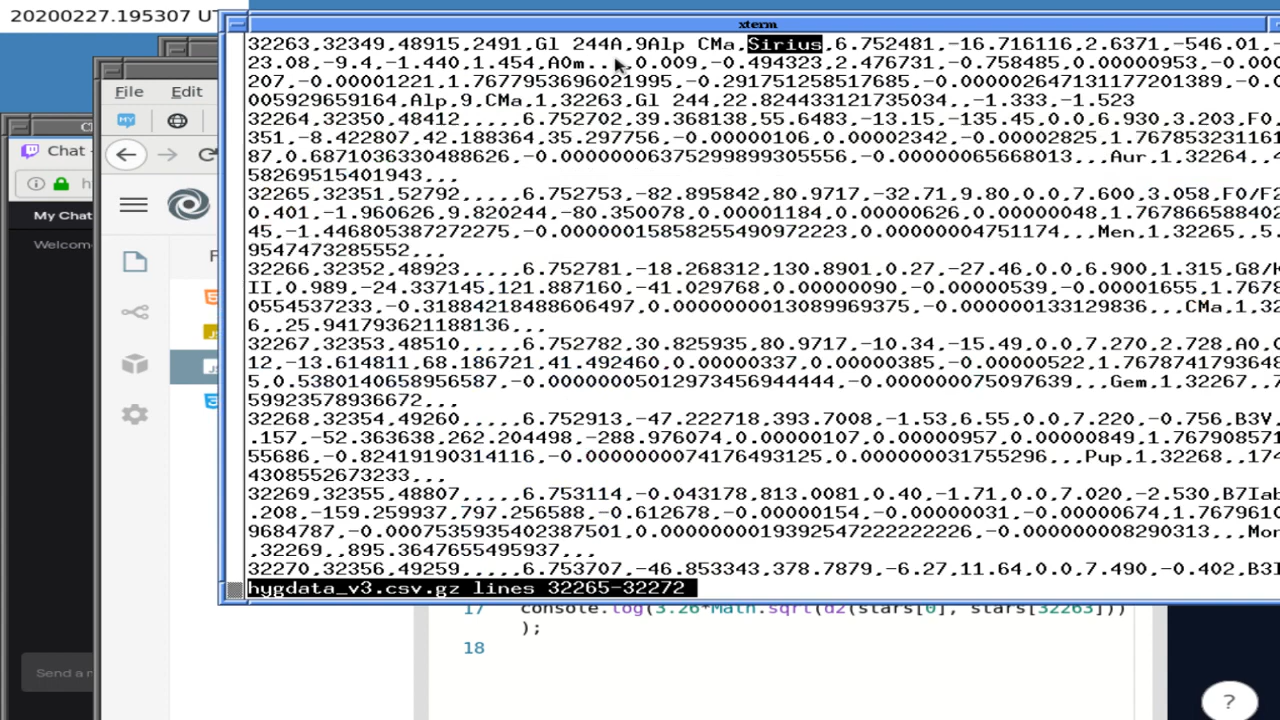 20200227.195307 UT
xterm
File Edit
Chat
My Chat
Welcom
Send a m
32263,32349,48915,2491,Gl 244A,9Alp CMa,Sirius,6.752481,-16.716116,2.6371,-546.01,-
23.08,-9.4,-1.440,1.454,A0m...,0.009,-0.494323,2.476731,-0.758485,0.00000953,-0.000
207,-0.00001221,1.7677953696021995,-0.291751258517685,-0.00000264713117720138­9,-0.
005929659164,Alp,9,CMa,1,32263,Gl 244,22.824433121735034,,-1.333,-1.523
32264,32350,48412,,,,,6.752702,39.368138,55.6483,-13.15,-135.45,0.0,6.930,3.203,F0,
351,-8.422807,42.188364,35.297756,-0.00000106,0.00002342,-0.00002825,1.767853231161
87,0.6871036330488626,-0.0000000637529989930­5556,-0.00000065668013,,,Aur,1,32264,,4
58269515401943,,,
32265,32351,52792,,,,,6.752753,-82.895842,80.9717,-32.71,9.80,0.0,7.600,3.058,F0/F2
0.401,-1.960626,9.820244,-80.350078,0.00001184,0.00000626,0.00000048,1.767866588402
45,-1.446805387272275,-0.00000015858255490972223,0.00000004751174,,,Men,1,32265,,5.
9547473285552,,,
32266,32352,48923,,,,,6.752781,-18.268312,130.8901,0.27,-27.46,0.0,6.900,1.315,G8/K
II,0.989,-24.337145,121.887160,-41.029768,0.00000090,-0.00000539,-0.00001655,1.7678
0554537233,-0.31884218488606497,0.0000000013089969375,-0.000000133129836,,,CMa,1,32
6,,25.941793621188136,,,
32267,32353,48510,,,,,6.752782,30.825935,80.9717,-10.34,-15.49,0.0,7.270,2.728,A0,0
12,-13.614811,68.186721,41.492460,0.00000337,0.00000385,-0.00000522,1.7678741793648
5,0.5380140658956587,-0.00000005012973456944444,-0.000000075097639,,,Gem,1,32267,,7
59923578936672,,,
32268,32354,49260,,,,,6.752913,-47.222718,393.7008,-1.53,6.55,0.0,7.220,-0.756,B3V,
.157,-52.363638,262.204498,-288.976074,0.00000107,0.00000957,0.00000849,1.767908571
55686,-0.82419190314116,-0.0000000074176493125,0.000000031755296,,,Pup,1,32268,,174
4308552673233,,,
32269,32355,48807,,,,,6.753114,-0.043178,813.0081,0.40,-1.71,0.0,7.020,-2.530,B7Iab
.208,-159.259937,797.256588,-0.612678,-0.00000154,-0.00000031,-0.00000674,1.7679610
9684787,-0.0007535935402387501,0.000000001939254722222226,-0.000000008290313,,,Mon
,32269,,895.3647655495937,,,
32270,32356,49259,,,,,6.753707,-46.853343,378.7879,-6.27,11.64,0.0,7.490,-0.402,B3I
hygdata_v3.csv.gz lines 32265-32272
17 console.log(3.26*Math.sqrt(d2(stars[0], stars[32263]))
);
18
?